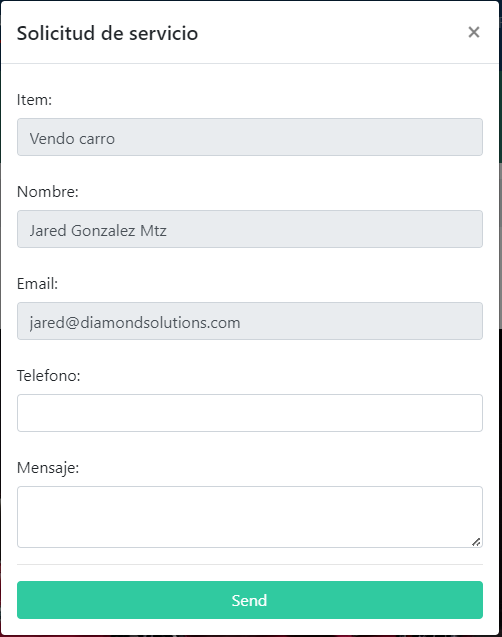 Solicitud de servicio
×
Item:
Vendo carro
Nombre:
Jared Gonzalez Mtz
Email:
jared@diamondsolutions.com
Telefono:
Mensaje:
Send